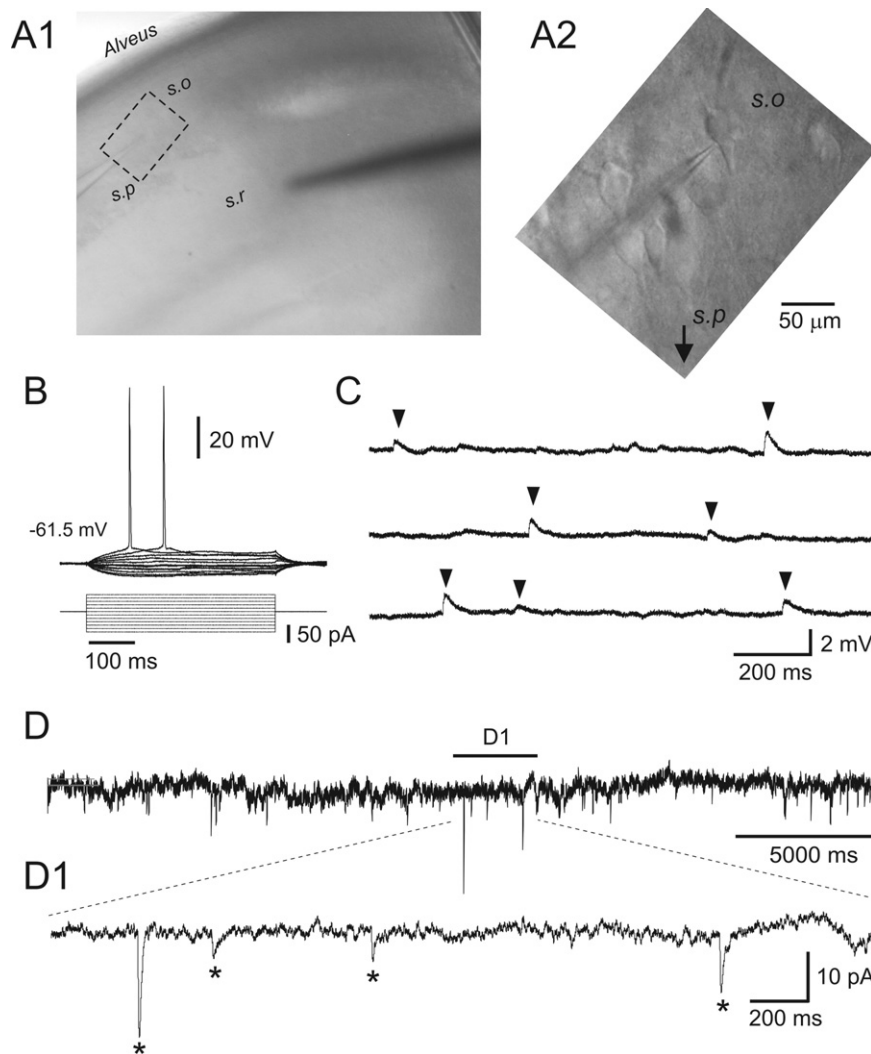 A1
Alveus
s.o
s.p
s.r
A2
s.o
s.p
50 μm
B
20 mV
-61.5 mV
50 pA
100 ms
C
2 mV
200 ms
D
D1
5000 ms
D1
* * * *
10 pA
200 ms